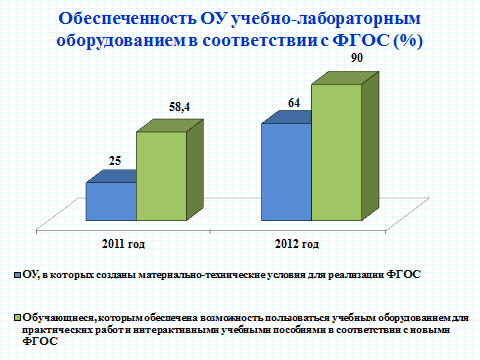 Обеспеченность ОУ учебно-лабораторным
оборудованием в соответствии с ФГОС (%)
90
64
58,4
25
2011 год
2012 год
ОУ, в которых созданы материально-технические условия для реализации ФГОС
Обучающиеся, которым обеспечена возможность пользоваться учебным оборудованием для
практических работ и интерактивными учебными пособиями в соответствии с новыми
ФГОС